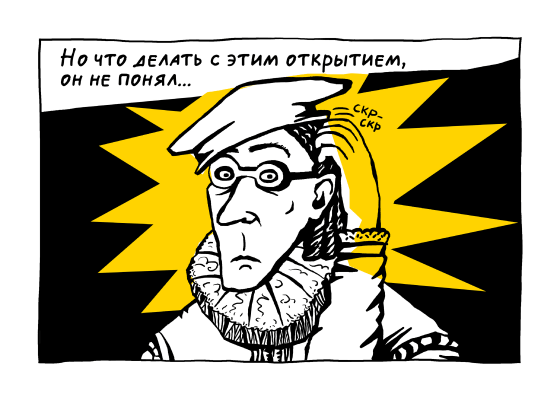 Но что делать с этим открытием,
он не понял...
скр-
скр